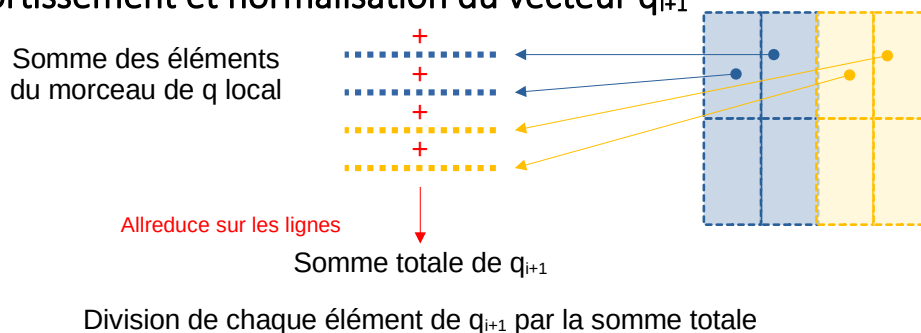 ortissement et normalisation du vecteur qi+1
Somme des éléments
du morceau de q local
+
+
+
+
Allreduce sur les lignes
Somme totale de qi+1
Division de chaque élément de qi+1 par la somme totale